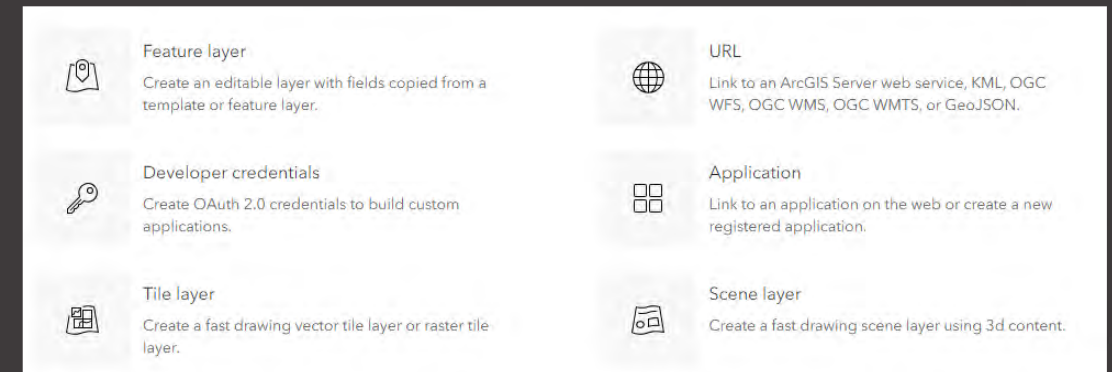 Feature layer
Create an editable layer with fields copied from a
template or feature layer.
URL
Link to an ArcGIS Server web service, KML, OGC
WFS, OGC WMS, OGC WMTS, or GeoJSON.
Developer credentials
Create OAuth 2.0 credentials to build custom
applications.
Application
Link to an application on the web or create a new
registered application.
Tile layer
Create a fast drawing vector tile layer or raster tile
layer.
Scene layer
Create a fast drawing scene layer using 3d content.